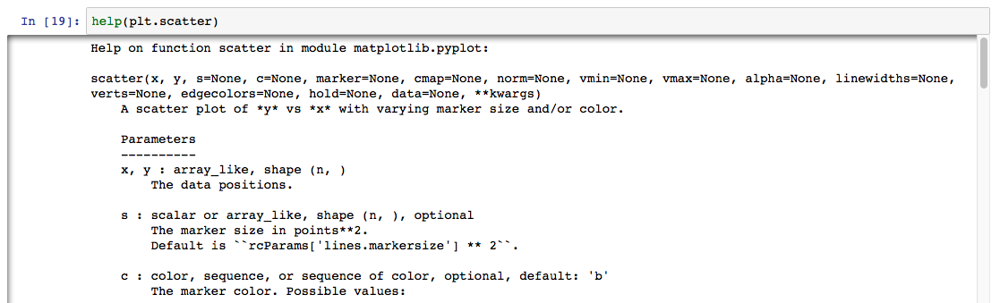 In [19]: help(plt.scatter)
Help on function scatter in module matplotlib.pyplot:
scatter(x, y, s=None, c=None, marker=None, cmap=None, norm=None, vmin=None, vmax=None, alpha=None, linewidths=None,
verts=None, edgecolors=None, hold=None, data=None, **kwargs)
A scatter plot of *y* vs *x* with varying marker size and/or color.
Parameters
----------
x, y : array_like, shape (n, )
The data positions.
s : scalar or array_like, shape (n, ), optional
The marker size in points**2.
Default is ``rcParams['lines.markersize'] ** 2``.
c : color, sequence, or sequence of color, optional, default: 'b'
The marker color. Possible values: